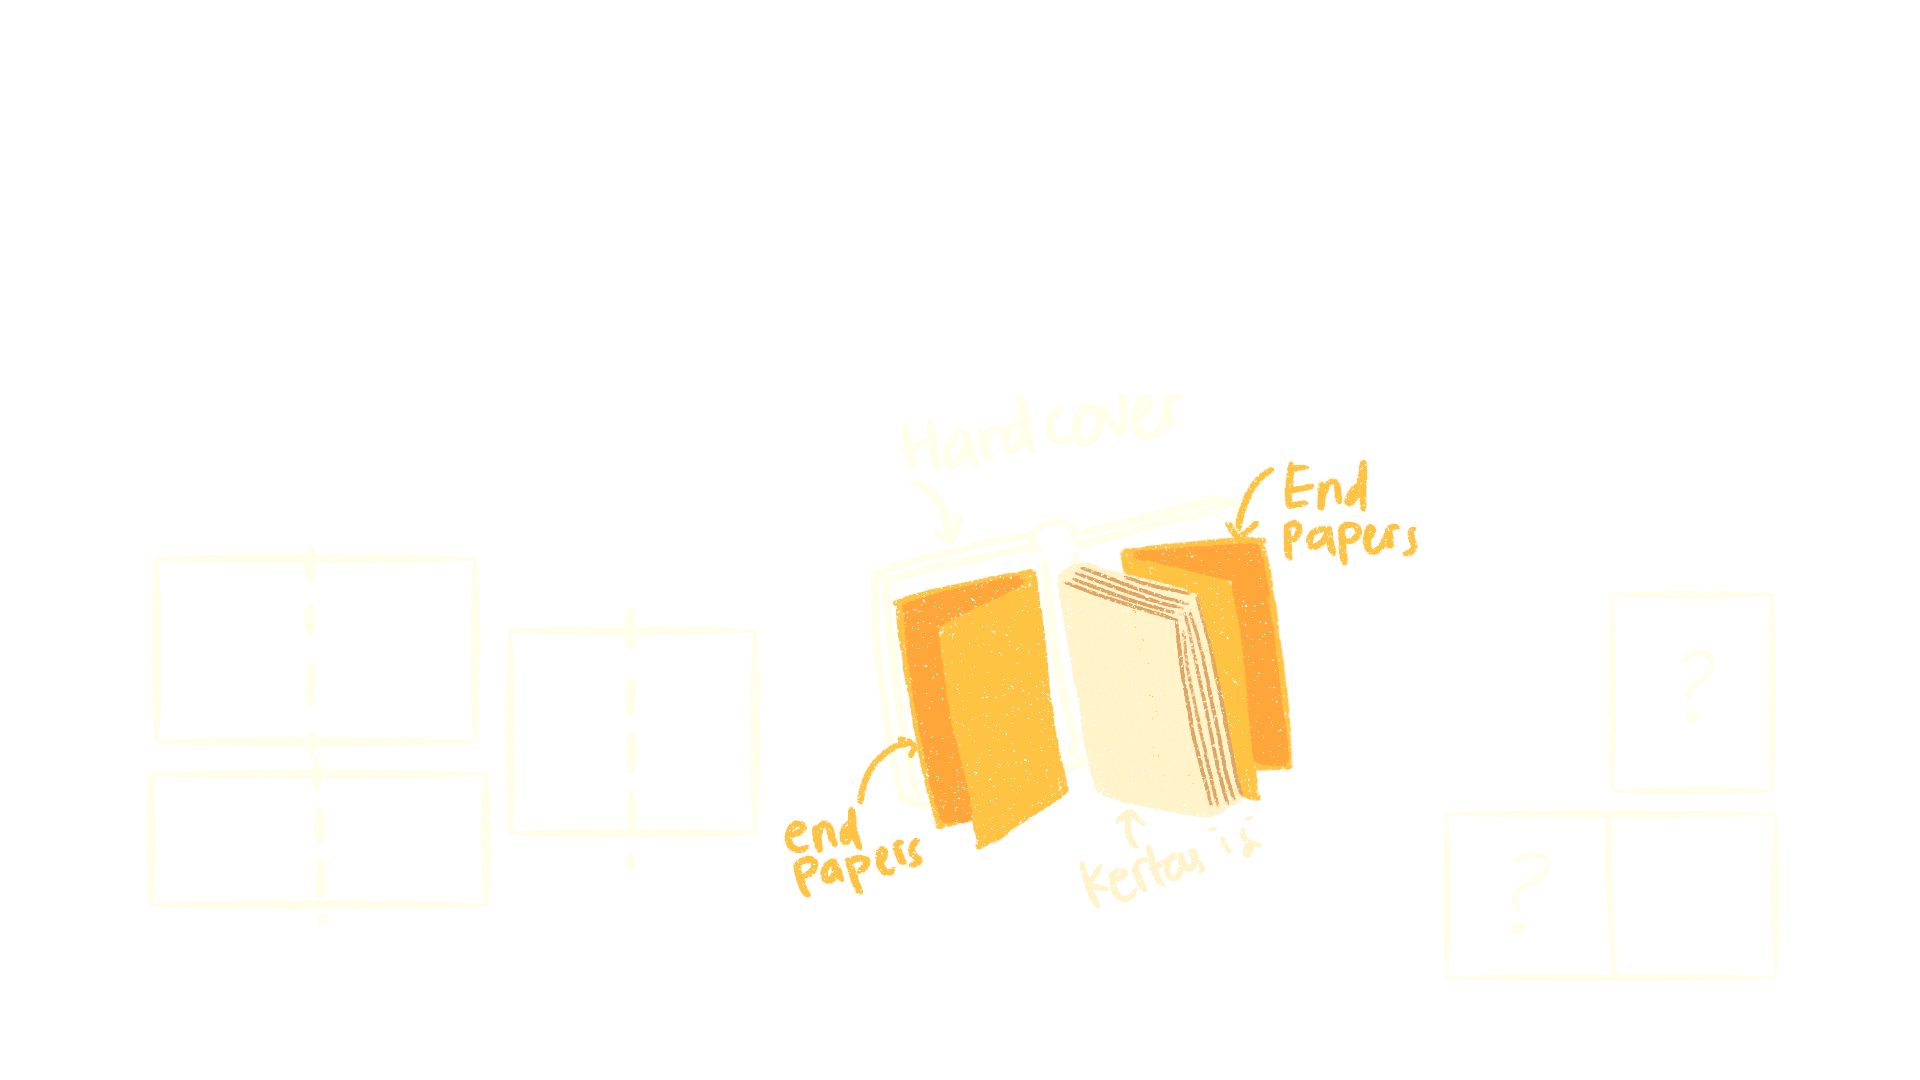 Hard cover
End
papers
end
papers
Kertas isi
?
?